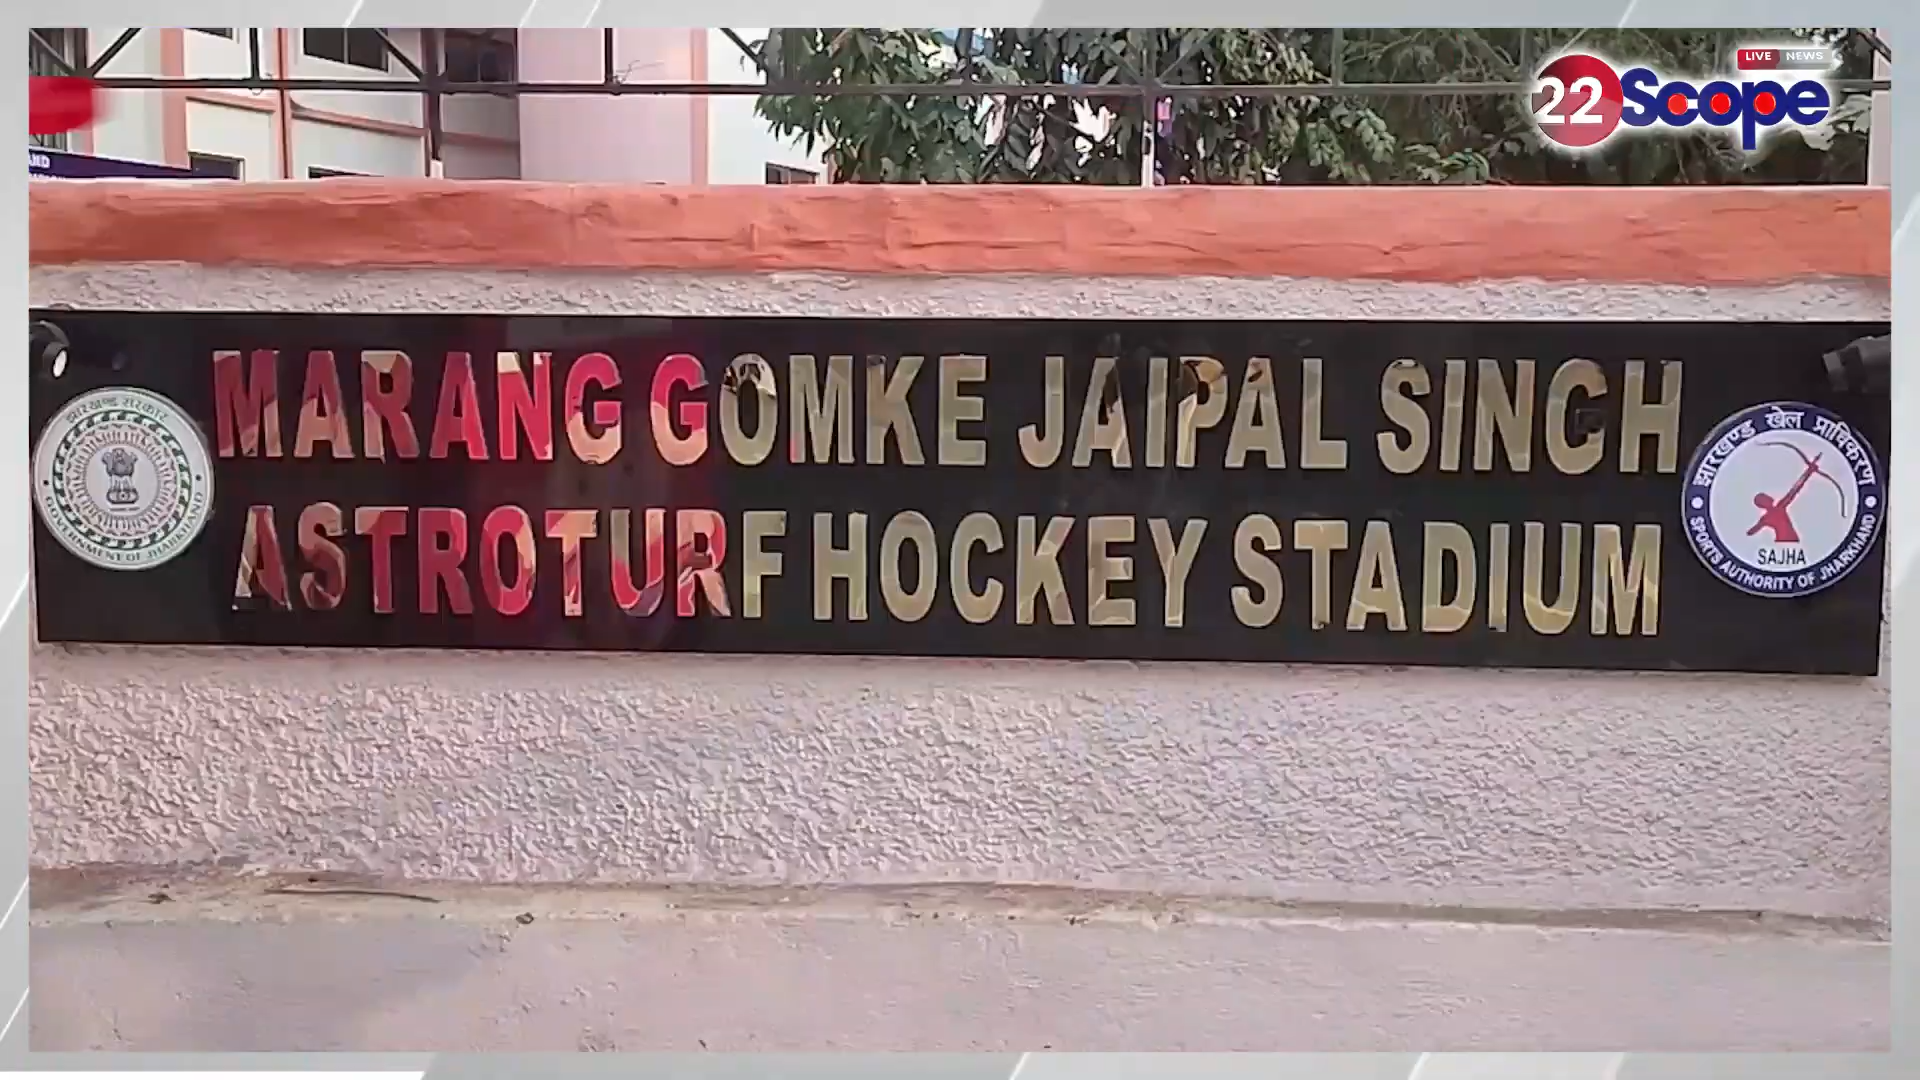 LIVE NEWS
22Scope
AND
MARANG GOMKE JAIPAL SINGH
ASTROTURF HOCKEY STADIUM
झारखण्ड सरकार
GOVERNMENT OF JHARKHAND
झारखण्ड खेल प्राधिकरण
SAJHA
SPORTS AUTHORITY OF JHARKHAND